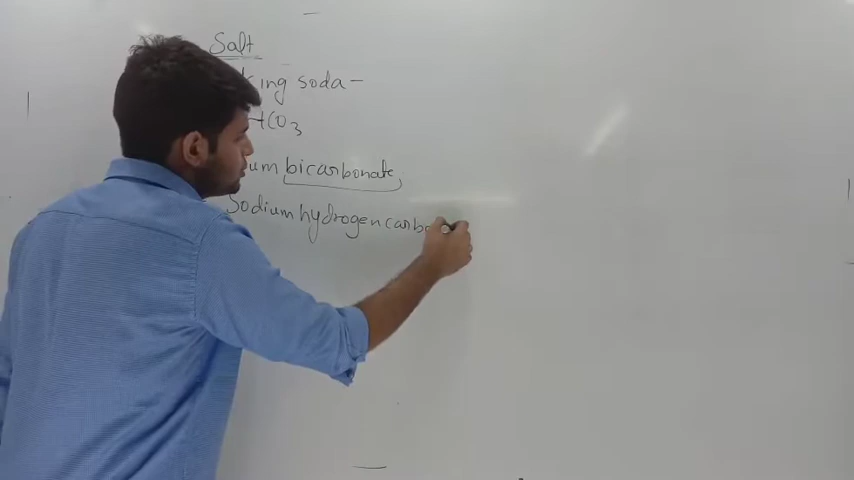 Salt
king soda -
HCO3
um bicarbonate
Sodium hydrogen carbo